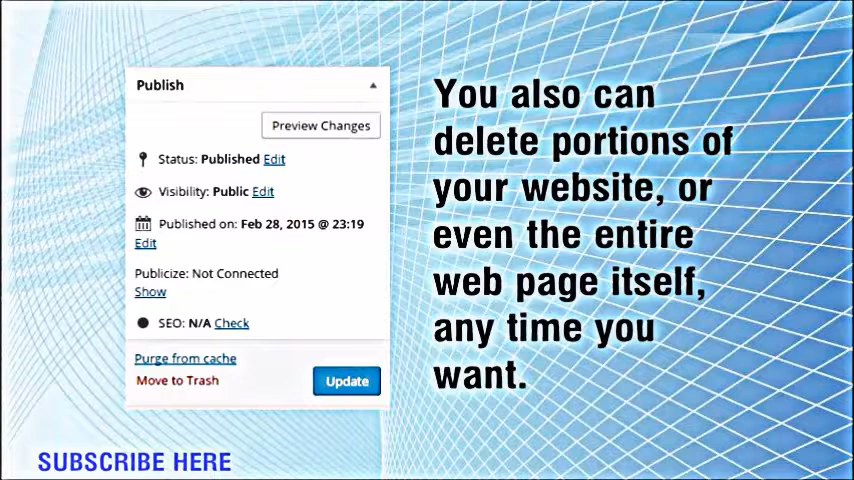 Publish
Preview Changes
Status: Published Edit
Visibility: Public Edit
Published on: Feb 28, 2015 @ 23:19
Edit
Publicize: Not Connected
Show
SEO: N/A Check
Purge from cache
Move to Trash
Update
You also can
delete portions of
your website, or
even the entire
web page itself,
any time you
want.
SUBSCRIBE HERE